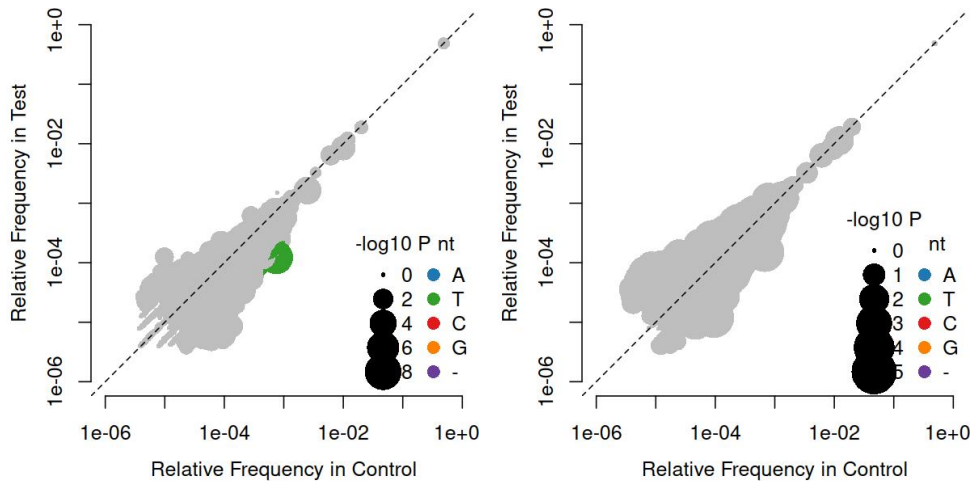 Relative Frequency in Test
1e+0
1e-02
1e-04
1e-06
-log10 P nt
0 A
2 T
4 C
6 G
8 -
1e-06 1e-04 1e-02 1e+0
Relative Frequency in Control
Relative Frequency in Test
1e+0
1e-02
1e-04
1e-06
-log10 P
nt
0
1 A
2 T
3 C
4 G
5 -
1e-06 1e-04 1e-02 1e+0
Relative Frequency in Control